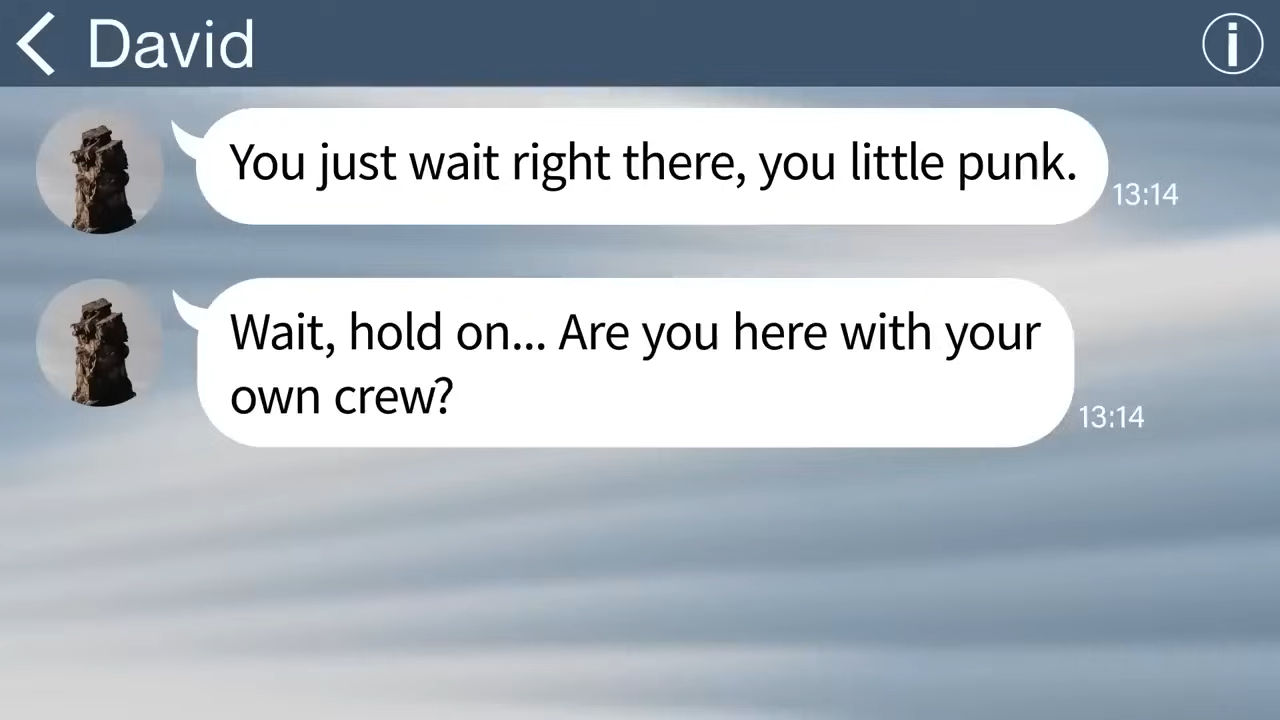 David
You just wait right there, you little punk.
13:14
Wait, hold on... Are you here with your
own crew?
13:14